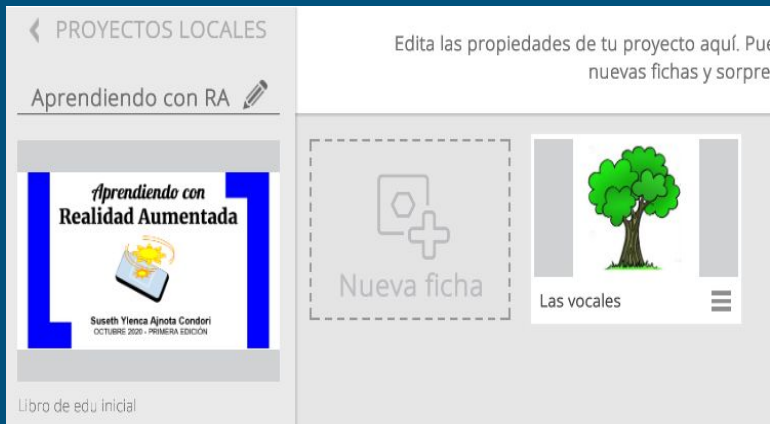 PROYECTOS LOCALES
Aprendiendo con RA
Aprendiendo con
Realidad Aumentada
Suseth Ylenca Ajnota Condori
OCTUBRE 2020 - PRIMERA EDICIÓN
Libro de edu inicial
Edita las propiedades de tu proyecto aquí. Pue
nuevas fichas y sorpre
Nueva ficha
Las vocales